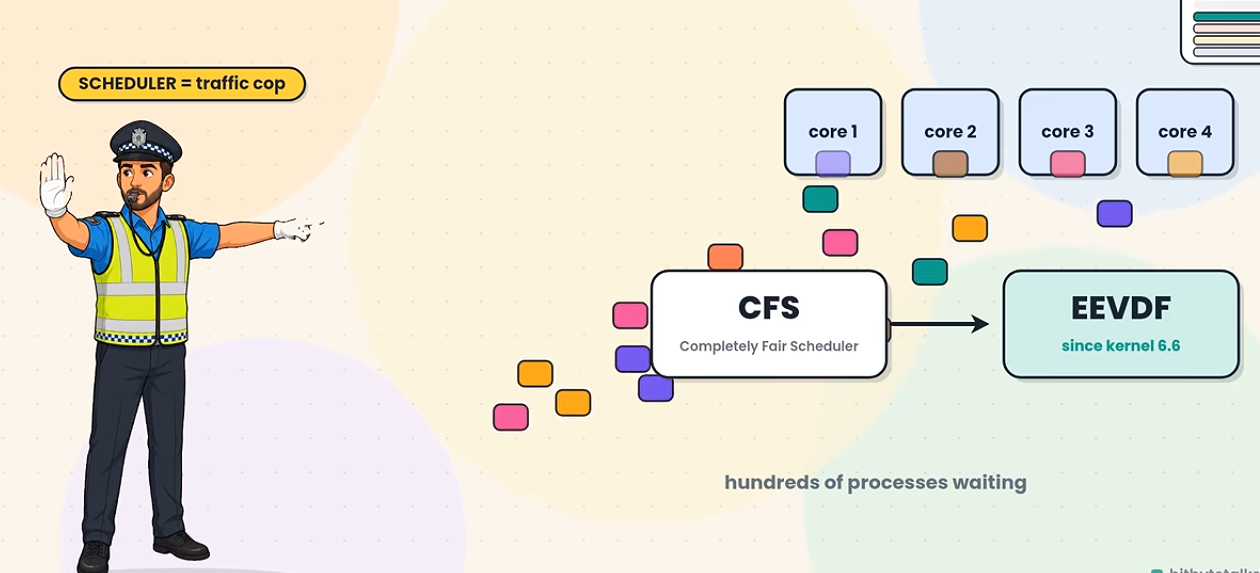 SCHEDULER = traffic cop
core 1
core 2
core 3
core 4
CFS
Completely Fair Scheduler
EEVDF
since kernel 6.6
hundreds of processes waiting